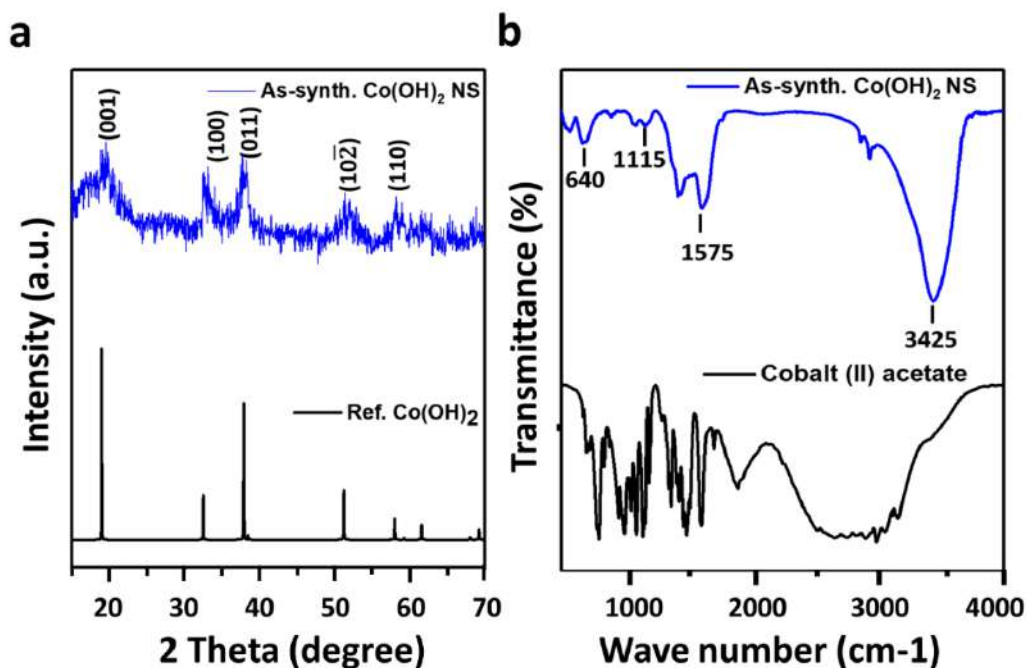 a
As-synth. Co(OH)₂ NS
(001)
(100)
(011)
(102̅)
(110)
Ref. Co(OH)₂
Intensity (a.u.)
20 30 40 50 60 70
2 Theta (degree)
b
As-synth. Co(OH)₂ NS
640
1115
1575
3425
Cobalt (II) acetate
Transmittance (%)
1000 2000 3000 4000
Wave number (cm-1)